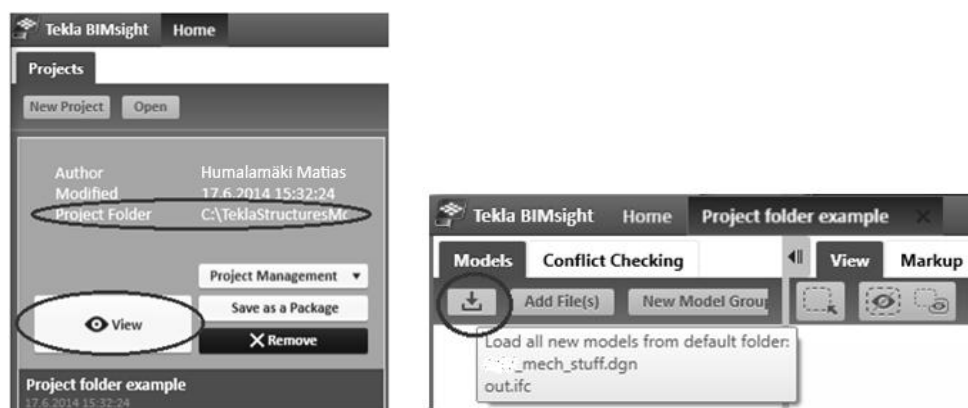 Tekla BIMsight Home
Projects
New Project Open
Author Humalamäki Matias
Modified 17.6.2014 15:32:24
Project Folder C:\TeklaStructuresMo
Project Management
View
Save as a Package
Remove
Project folder example
17.6.2014 15:32:24
Tekla BIMsight Home Project folder example
Models Conflict Checking View Markup
Add File(s) New Model Group
Load all new models from default folder:
_mech_stuff.dgn
out.ifc